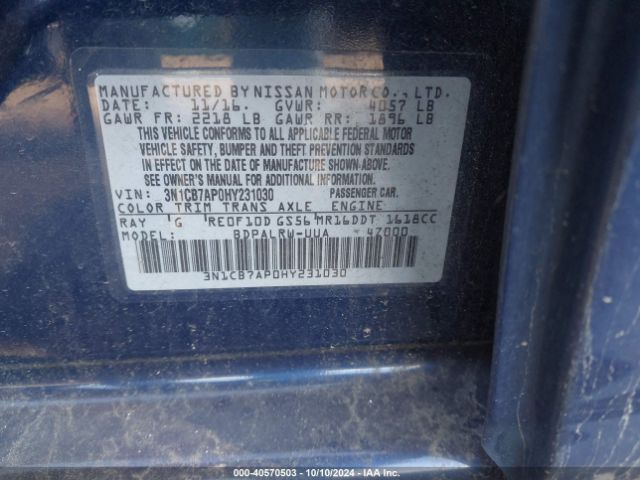 MANUFACTURED BY NISSAN MOTOR CO., LTD.
DATE: 11/16. GVWR: 4057 LB
GAWR FR: 2218 LB GAWR RR: 1896 LB
THIS VEHICLE CONFORMS TO ALL APPLICABLE FEDERAL MOTOR
VEHICLE SAFETY, BUMPER AND THEFT PREVENTION STANDARDS
IN EFFECT ON THE DATE OF MANUFACTURE SHOWN-ABOVE.
SEE OWNER'S MANUAL FOR ADDITIONAL INFORMATION.
VIN: 3N1CB7AP0HY231030 PASSENGER CAR.
COLOR TRIM TRANS AXLE ENGINE
RAY G RE0F10D GS56 MR16DDT 1618CC
MODEL: BDPALRW-UUA 47000
3N1CB7AP0HY231030
000-40570503 - 10/10/2024 - IAA Inc.